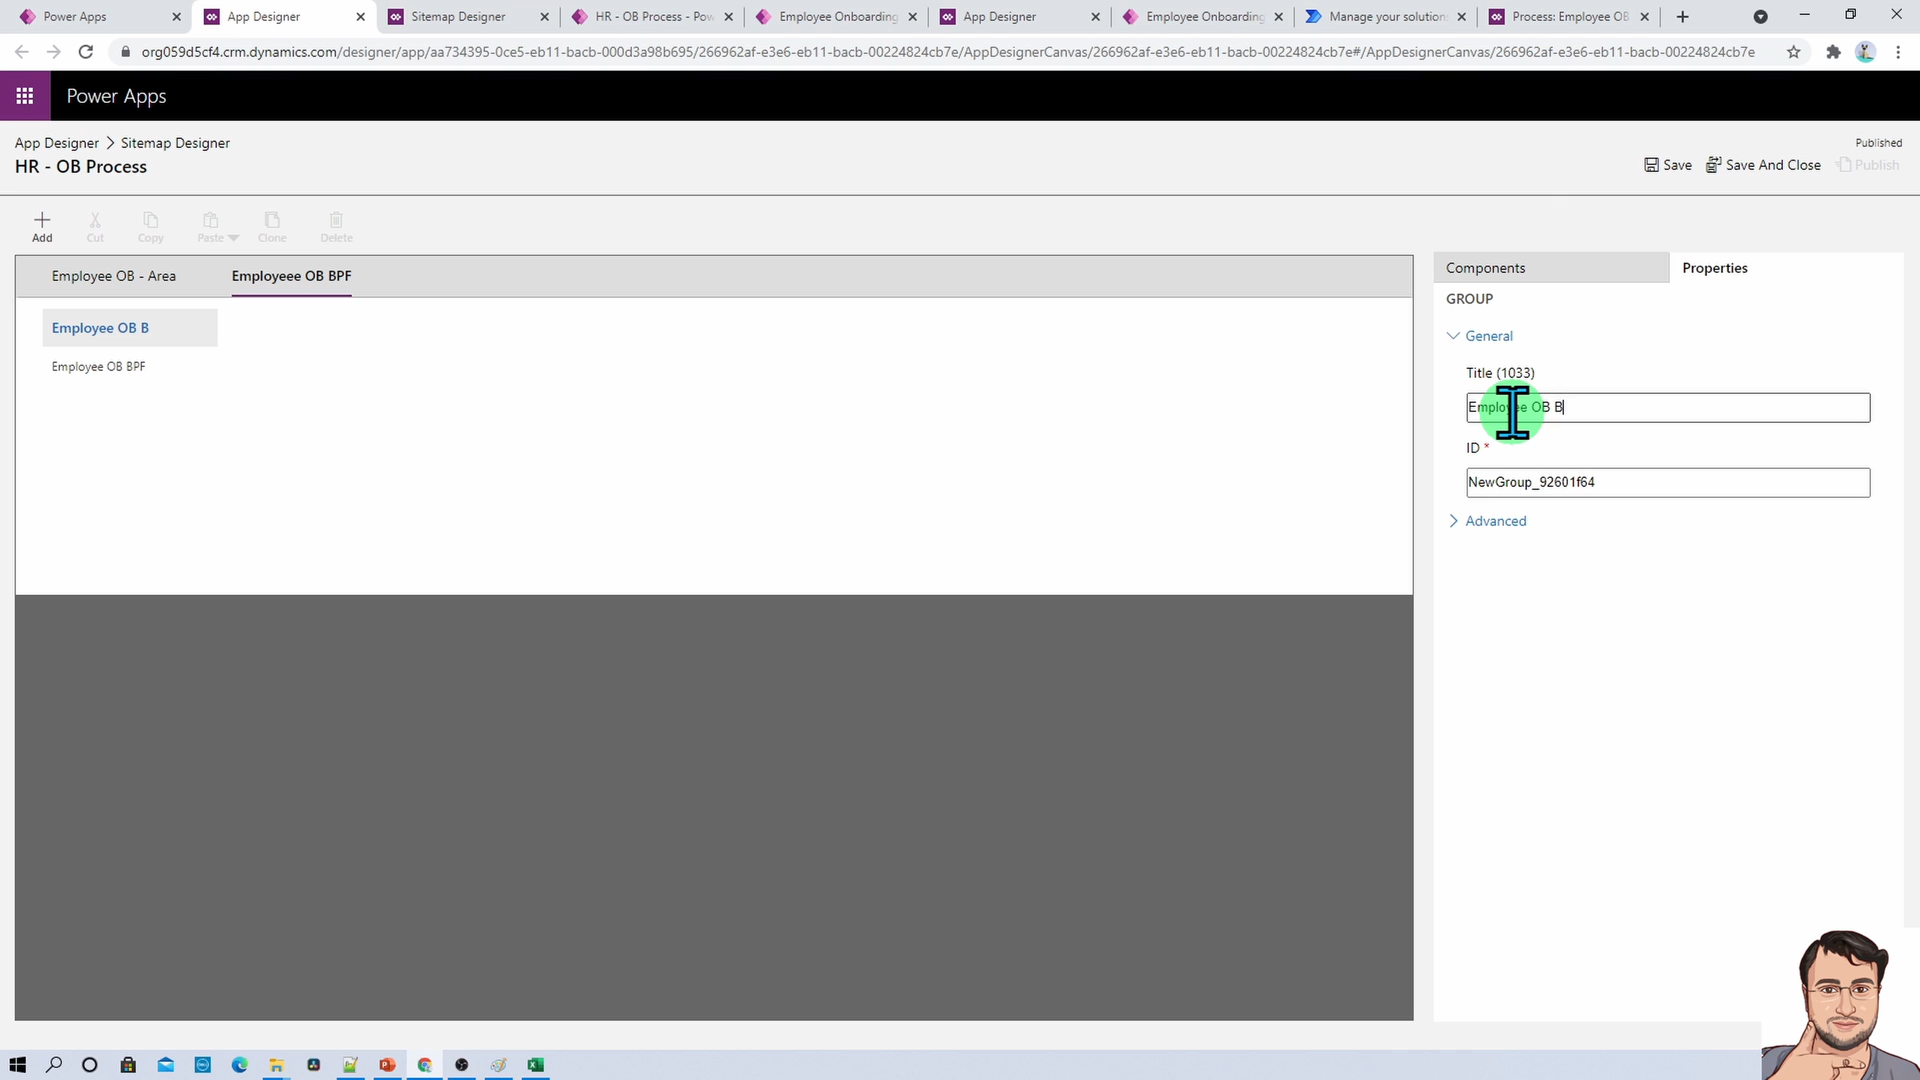 Power Apps
App Designer
Sitemap Designer
HR - OB Process - Pow
Employee Onboarding
App Designer
Employee Onboarding
Manage your solution
Process: Employee OB
org059d5cf4.crm.dynamics.com/designer/app/aa734395-0ce5-eb11-bacb-000d3a98b695/266962af-e3e6-eb11-bacb-00224824cb7e/AppDesignerCanvas/266962af-e3e6-eb11-bacb-00224824cb7e#/AppDesignerCanvas/266962af-e3e6-eb11-bacb-00224824cb7e
Power Apps
App Designer > Sitemap Designer
Published
HR - OB Process
Save
Save And Close
Publish
Add
Cut
Copy
Paste
Clone
Delete
Employee OB - Area
Employeee OB BPF
Components
Properties
GROUP
Employee OB B
General
Employee OB BPF
Title (1033)
Employee OB B
ID *
NewGroup_92601f64
Advanced